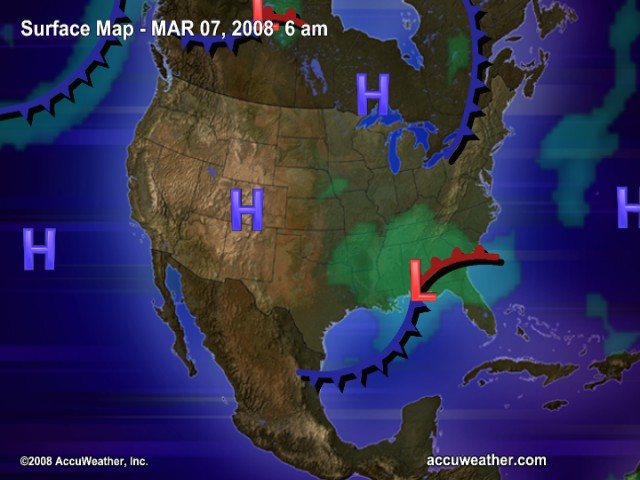 Surface Map - MAR 07, 2008  6 am
L
H
H
H
H
L
©2008 AccuWeather, Inc.
accuweather.com